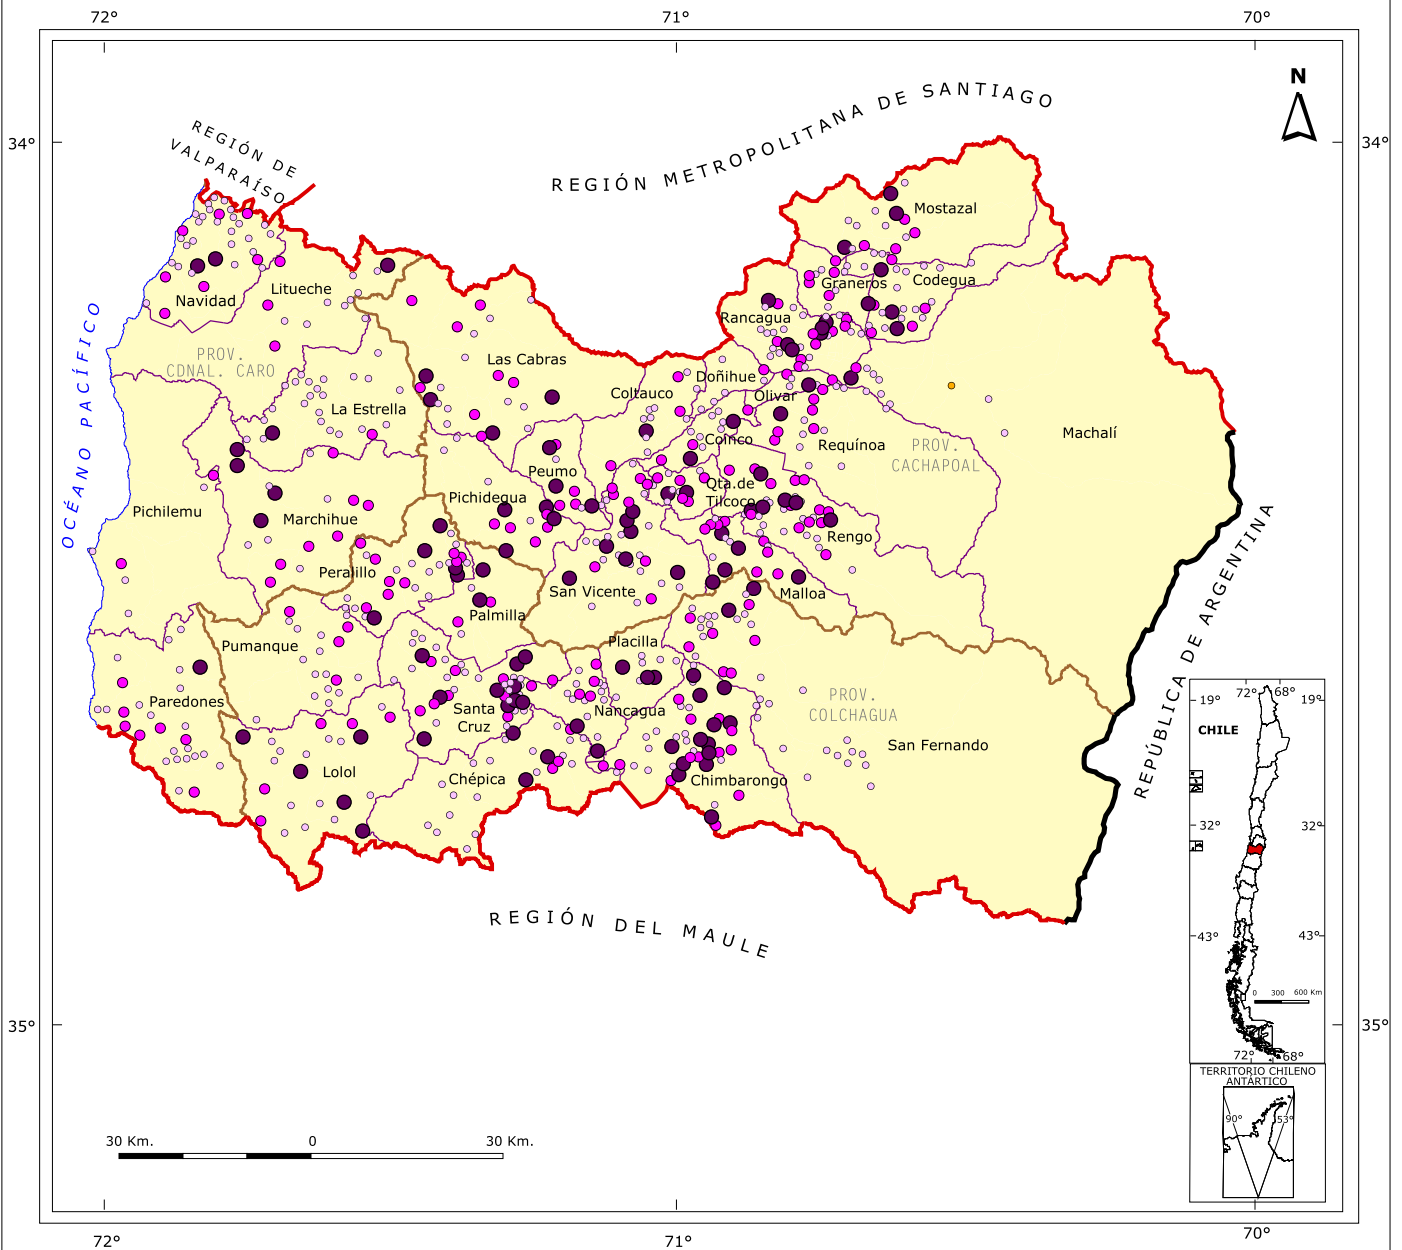 72°
71°
70°
N
REGIÓN METROPOLITANA DE SANTIAGO
REGIÓN DE
VALPARAÍSO
34°
34°
Mostazal
Codegua
Graneros
Navidad
Litueche
Rancagua
OCÉANO PACÍFICO
PROV.
CDNAL. CARO
Las Cabras
Doñihue
Coltauco
Olivar
La Estrella
Machalí
Coinco
Requínoa
PROV.
CACHAPOAL
Peumo
Qta.de
Tilcoco
Pichidegua
Pichilemu
Marchihue
Rengo
REPÚBLICA DE ARGENTINA
Peralillo
San Vicente
Malloa
Palmilla
Pumanque
Placilla
Paredones
PROV.
COLCHAGUA
Santa
Cruz
Nancagua
San Fernando
Lolol
Chépica
Chimbarongo
REGIÓN DEL MAULE
72°
68°
19°
19°
CHILE
32°
32°
43°
43°
0 300 600 Km
72°
68°
TERRITORIO CHILENO
ANTÁRTICO
90°
53°
35°
35°
30 Km.
0
30 Km.
72°
71°
70°